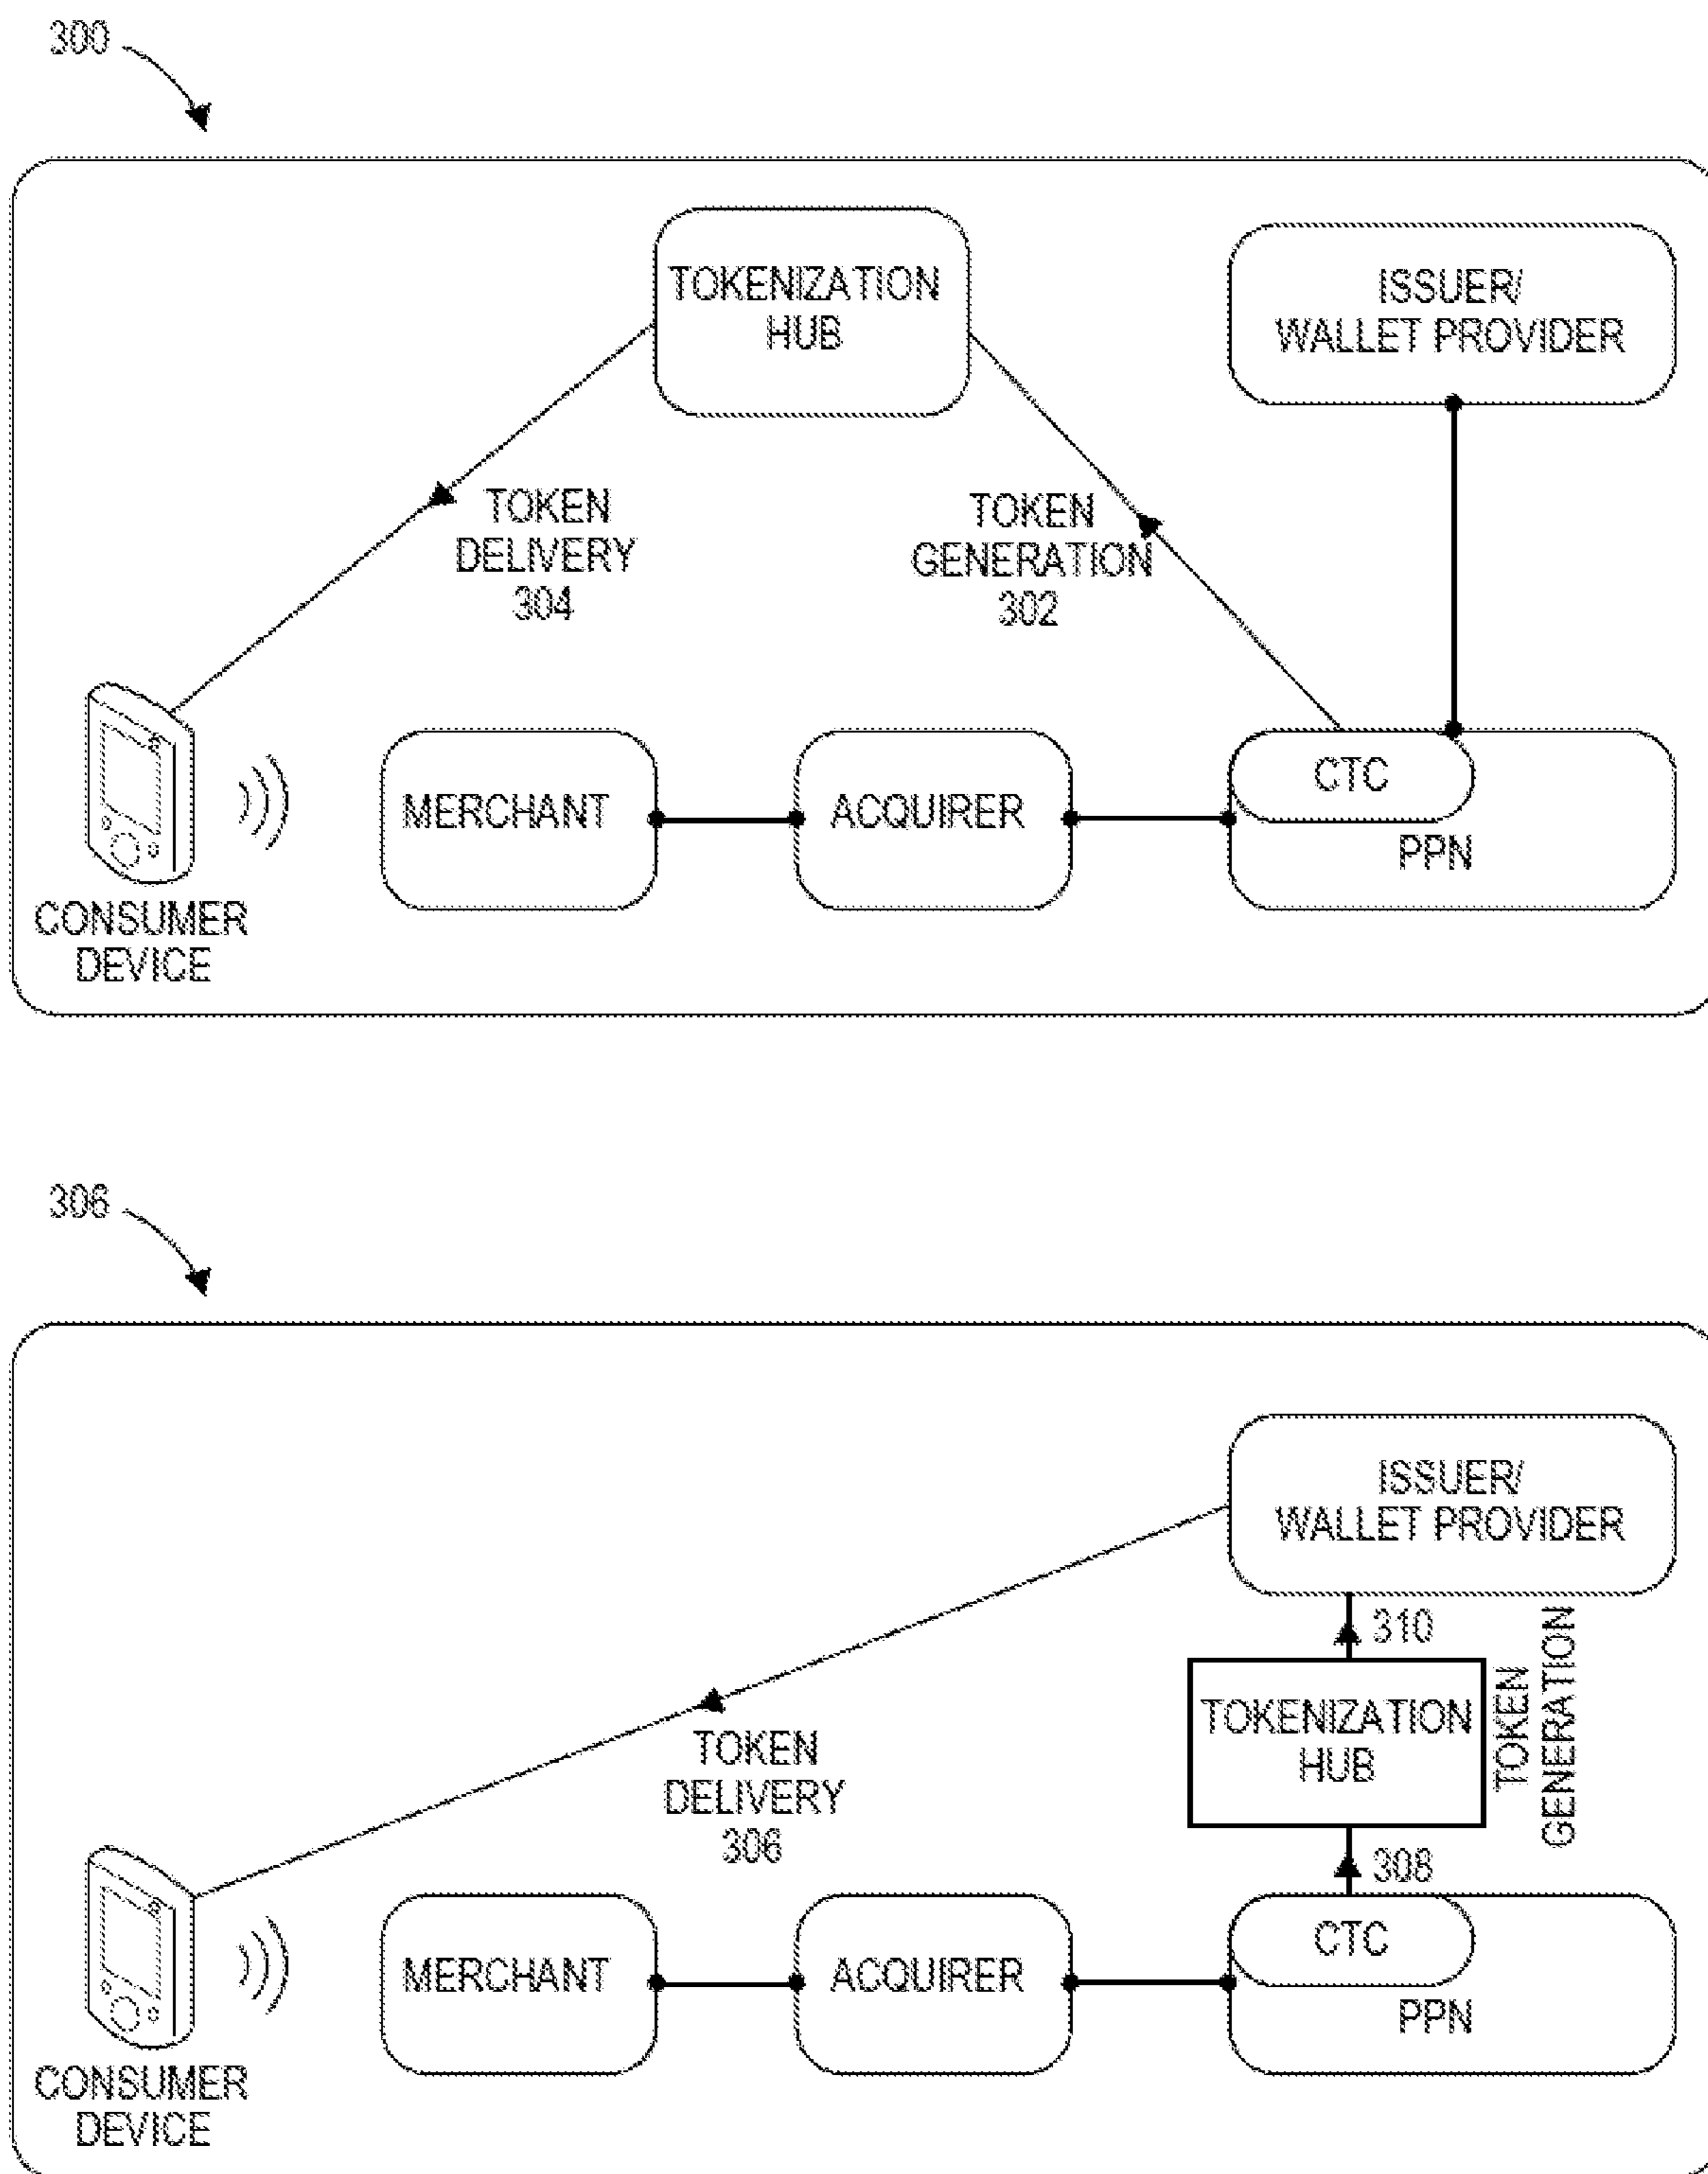 300
TOKENIZATION
HUB
ISSUER/
WALLET PROVIDER
TOKEN
DELIVERY
304
TOKEN
GENERATION
302
MERCHANT
ACQUIRER
CTC
PPN
CONSUMER
DEVICE
306
ISSUER/
WALLET PROVIDER
310
TOKENIZATION
HUB
TOKEN
GENERATION
TOKEN
DELIVERY
306
308
MERCHANT
ACQUIRER
CTC
PPN
CONSUMER
DEVICE